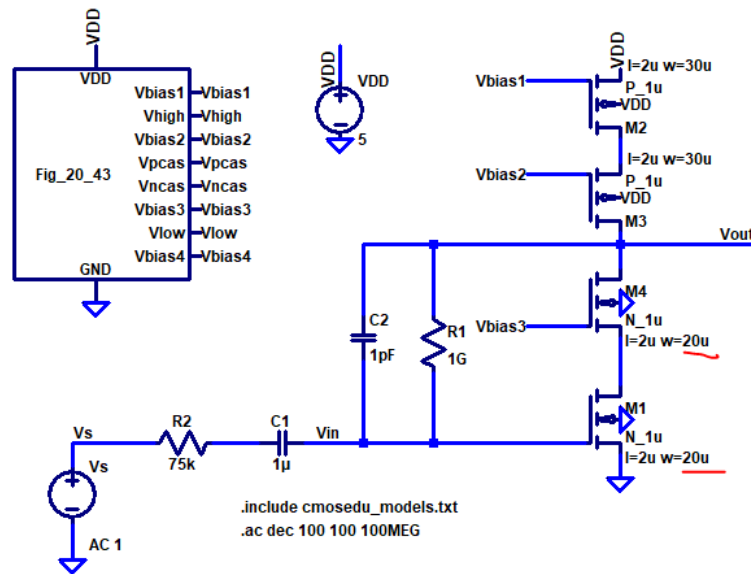 VDD
VDD
Vbias1 Vbias1
Vhigh Vhigh
Vbias2 Vbias2
Vpcas Vpcas
Fig_20_43
Vncas Vncas
Vbias3 Vbias3
Vlow Vlow
Vbias4 Vbias4
GND
VDD
VDD
5
VDD
l=2u w=30u
Vbias1
P_1u
VDD
M2
l=2u w=30u
Vbias2
P_1u
VDD
M3
Vout
M4
Vbias3
N_1u
l=2u w=20u
C2
1pF
R1
1G
M1
N_1u
l=2u w=20u
Vs
R2
75k
C1
1µ
Vin
Vs
AC 1
.include cmosedu_models.txt
.ac dec 100 100 100MEG